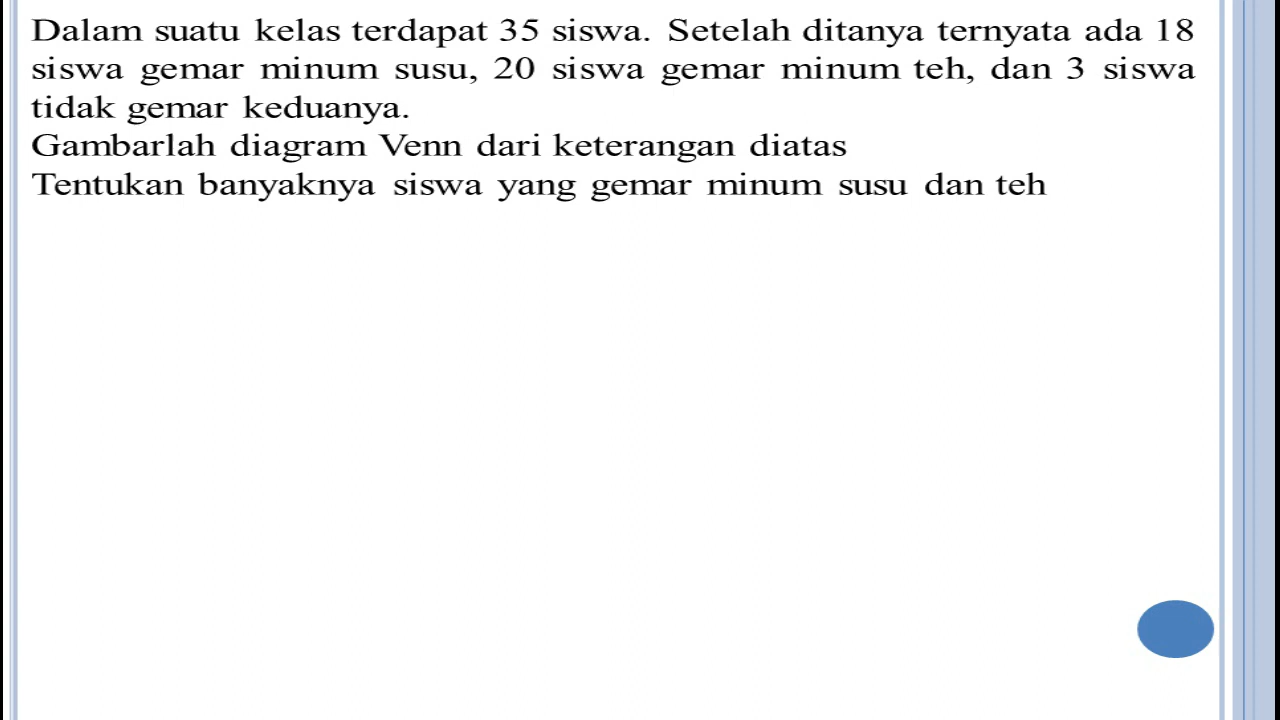 Dalam suatu kelas terdapat 35 siswa. Setelah ditanya ternyata ada 18
siswa gemar minum susu, 20 siswa gemar minum teh, dan 3 siswa
tidak gemar keduanya.
Gambarlah diagram Venn dari keterangan diatas
Tentukan banyaknya siswa yang gemar minum susu dan teh